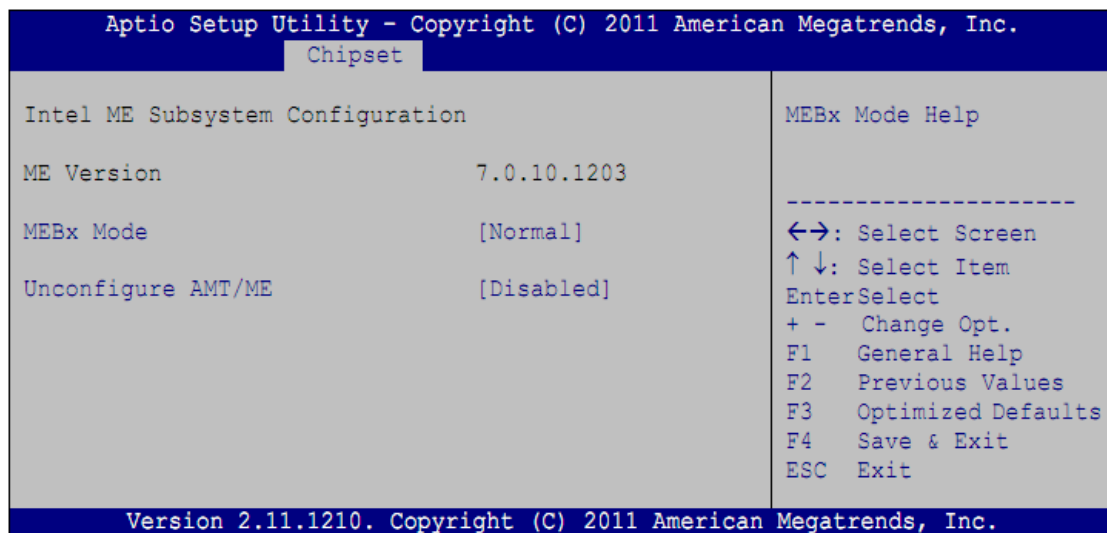 Aptio Setup Utility - Copyright (C) 2011 American Megatrends, Inc.
Chipset
Intel ME Subsystem Configuration
ME Version 7.0.10.1203
MEBx Mode [Normal]
Unconfigure AMT/ME [Disabled]
MEBx Mode Help
---------------------
←→: Select Screen
↑ ↓: Select Item
EnterSelect
+ - Change Opt.
F1 General Help
F2 Previous Values
F3 Optimized Defaults
F4 Save & Exit
ESC Exit
Version 2.11.1210. Copyright (C) 2011 American Megatrends, Inc.